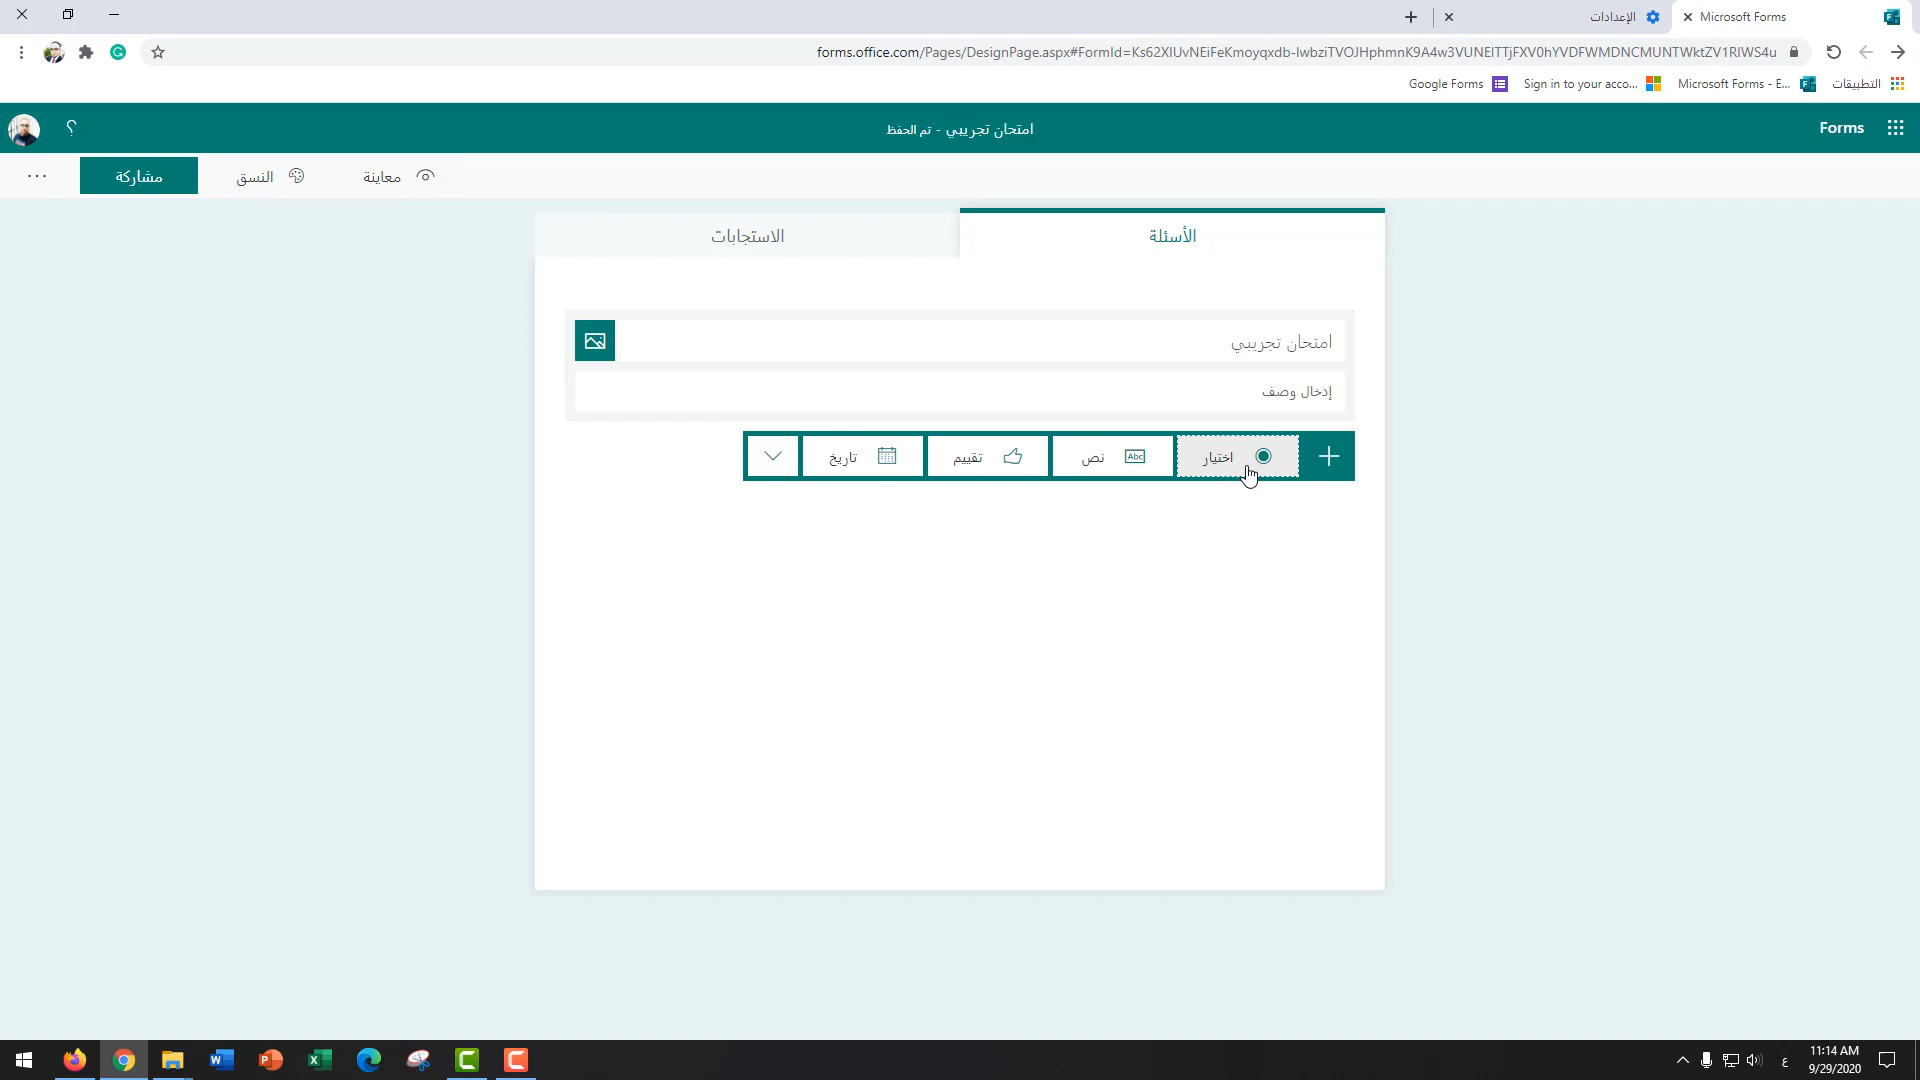 Microsoft Forms
الإعدادات
forms.office.com/Pages/DesignPage.aspx#FormId=Ks62XIUvNEiFeKmoyqxdb-IwbziTVOJHphmnK9A4w3VUNEITTjFXV0hYVDFWMDNCMUNTWktZV1RIWS4u
التطبيقات
Microsoft Forms - E...
Sign in to your acco...
Google Forms
Forms
امتحان تجريبي - تم الحفظ
؟
معاينة
النسق
مشاركة
الأسئلة
الاستجابات
امتحان تجريبي
إدخال وصف
اختيار
Abc نص
تقييم
تاريخ
ع
11:14 AM
9/29/2020